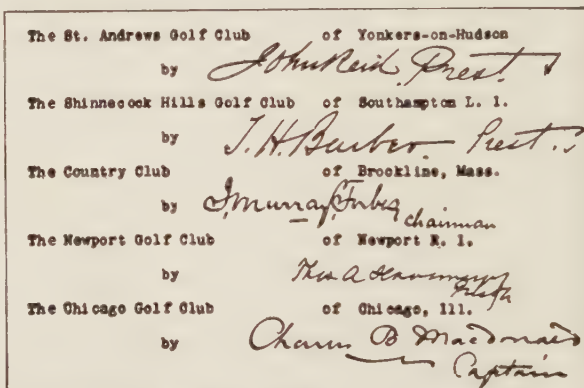 The St. Andrews Golf Club of Yonkers-on-Hudson
by John Reid Prest.
The Shinnecock Hills Golf Club of Southampton L. I.
by T. H. Barber Prest.
The Country Club of Brookline, Mass.
by J. Murray Forbes chairman
The Newport Golf Club of Newport R. I.
by Theo A Havemeyer
The Chicago Golf Club of Chicago, Ill.
by Charles B Macdonald
Captain